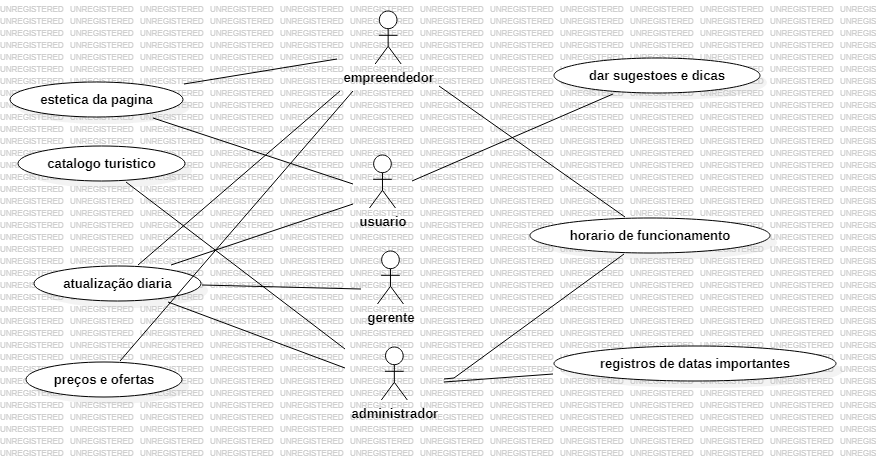 empreendedor
dar sugestoes e dicas
estetica da pagina
catalogo turistico
usuario
horario de funcionamento
atualização diaria
gerente
registros de datas importantes
preços e ofertas
administrador
UNREGISTERED